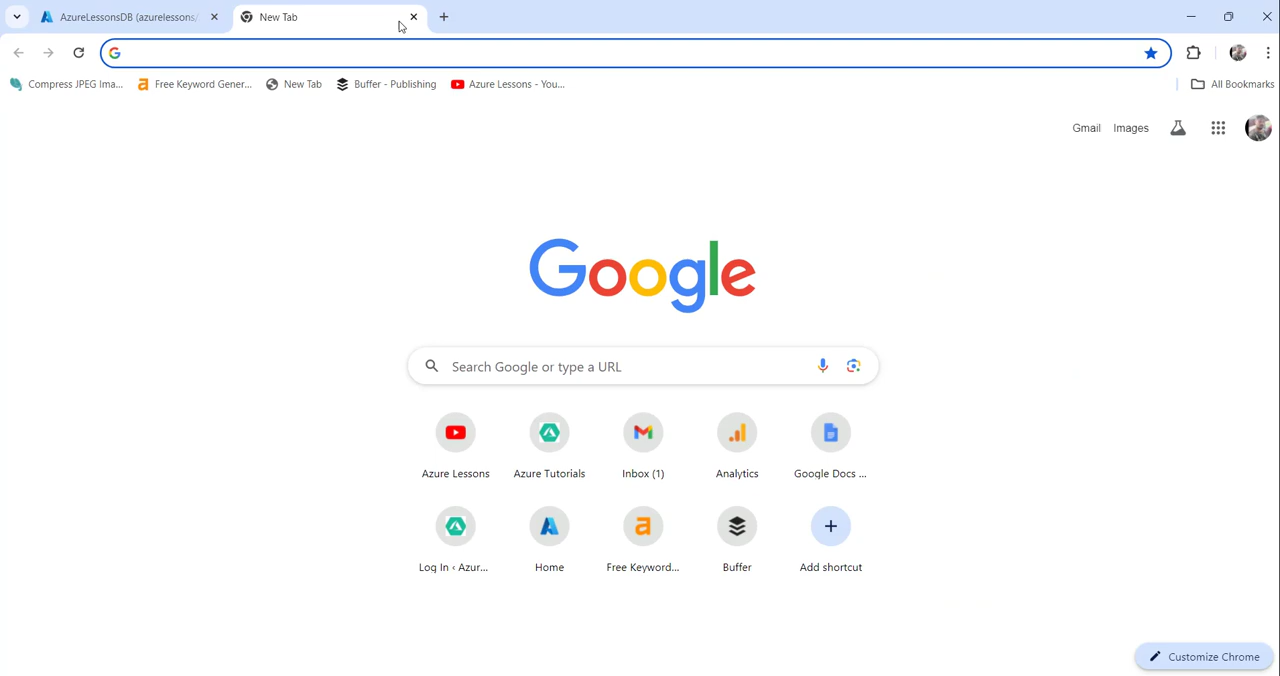 AzureLessonsDB (azurelessons/
New Tab
Compress JPEG Ima...
Free Keyword Gener...
New Tab
Buffer - Publishing
Azure Lessons - You...
All Bookmarks
Gmail
Images
Google
Search Google or type a URL
Azure Lessons
Azure Tutorials
Inbox (1)
Analytics
Google Docs ...
Log In ‹ Azur...
Home
Free Keyword...
Buffer
Add shortcut
Customize Chrome